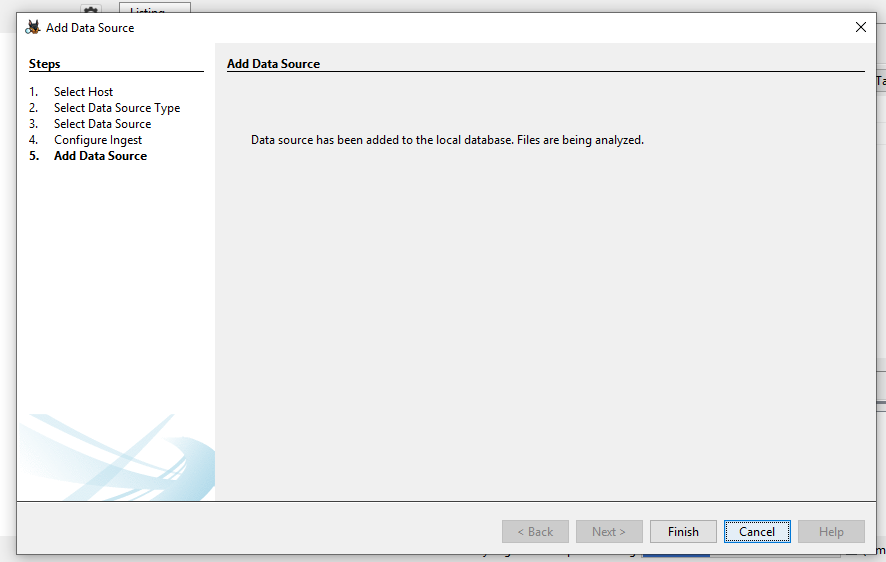 Listing
Add Data Source
Steps
1. Select Host
2. Select Data Source Type
3. Select Data Source
4. Configure Ingest
5. Add Data Source
Add Data Source
Data source has been added to the local database. Files are being analyzed.
< Back
Next >
Finish
Cancel
Help